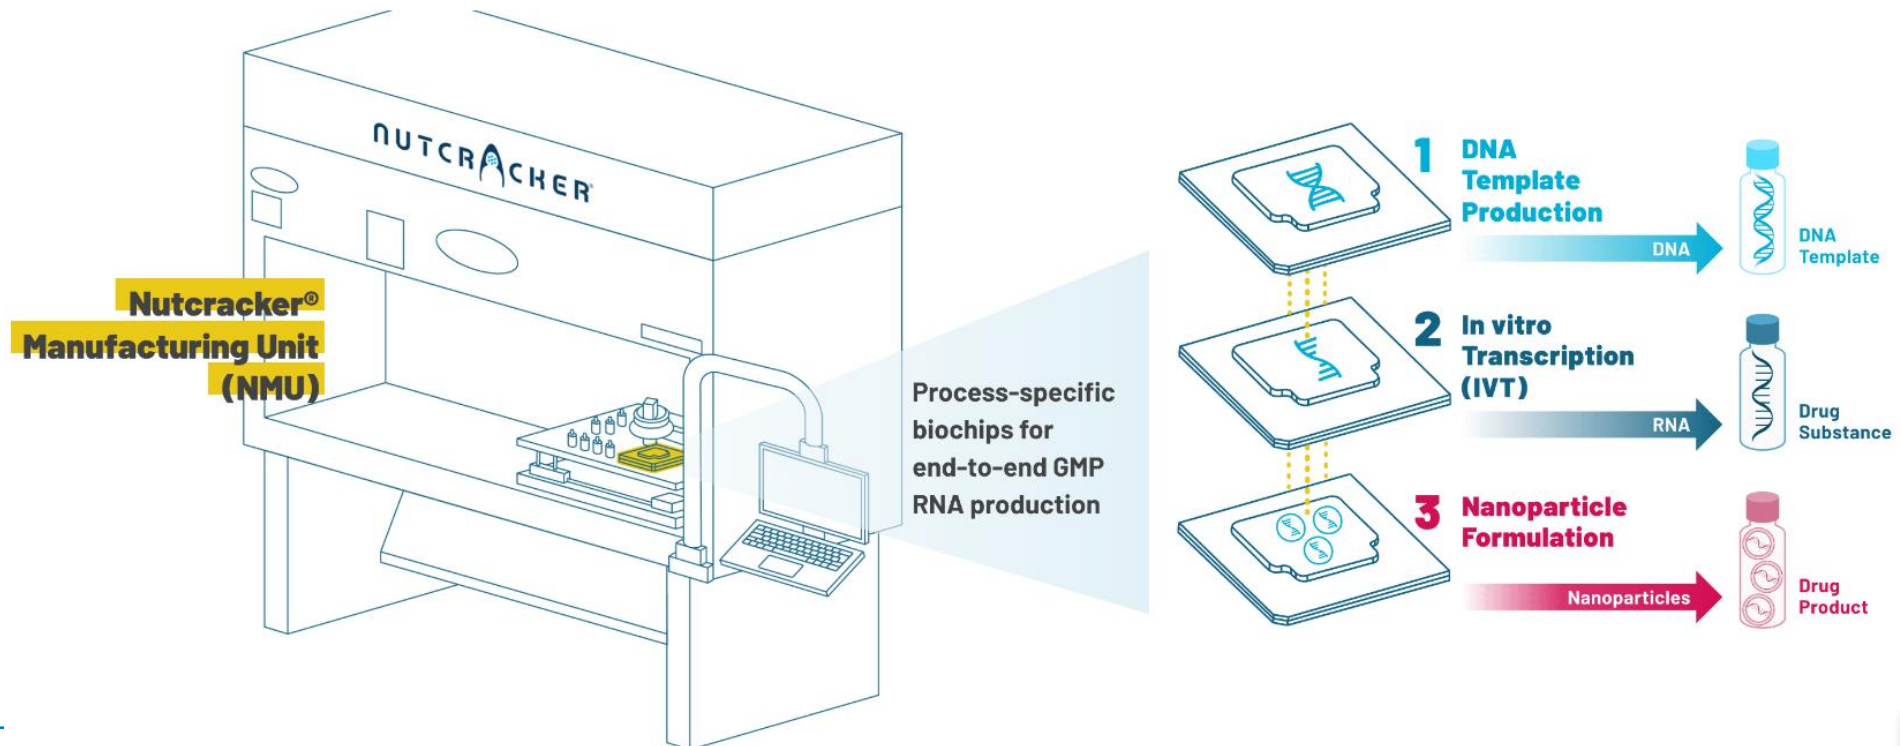 NUTCRACKER®
Nutcracker®
Manufacturing Unit
(NMU)
Process-specific
biochips for
end-to-end GMP
RNA production
1 DNA
Template
Production
DNA
DNA
Template
2 In vitro
Transcription
(IVT)
RNA
Drug
Substance
3 Nanoparticle
Formulation
Nanoparticles
Drug
Product